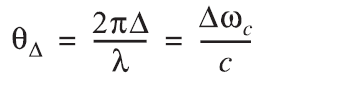 θ_Δ = 2πΔ/λ = Δω_c/c